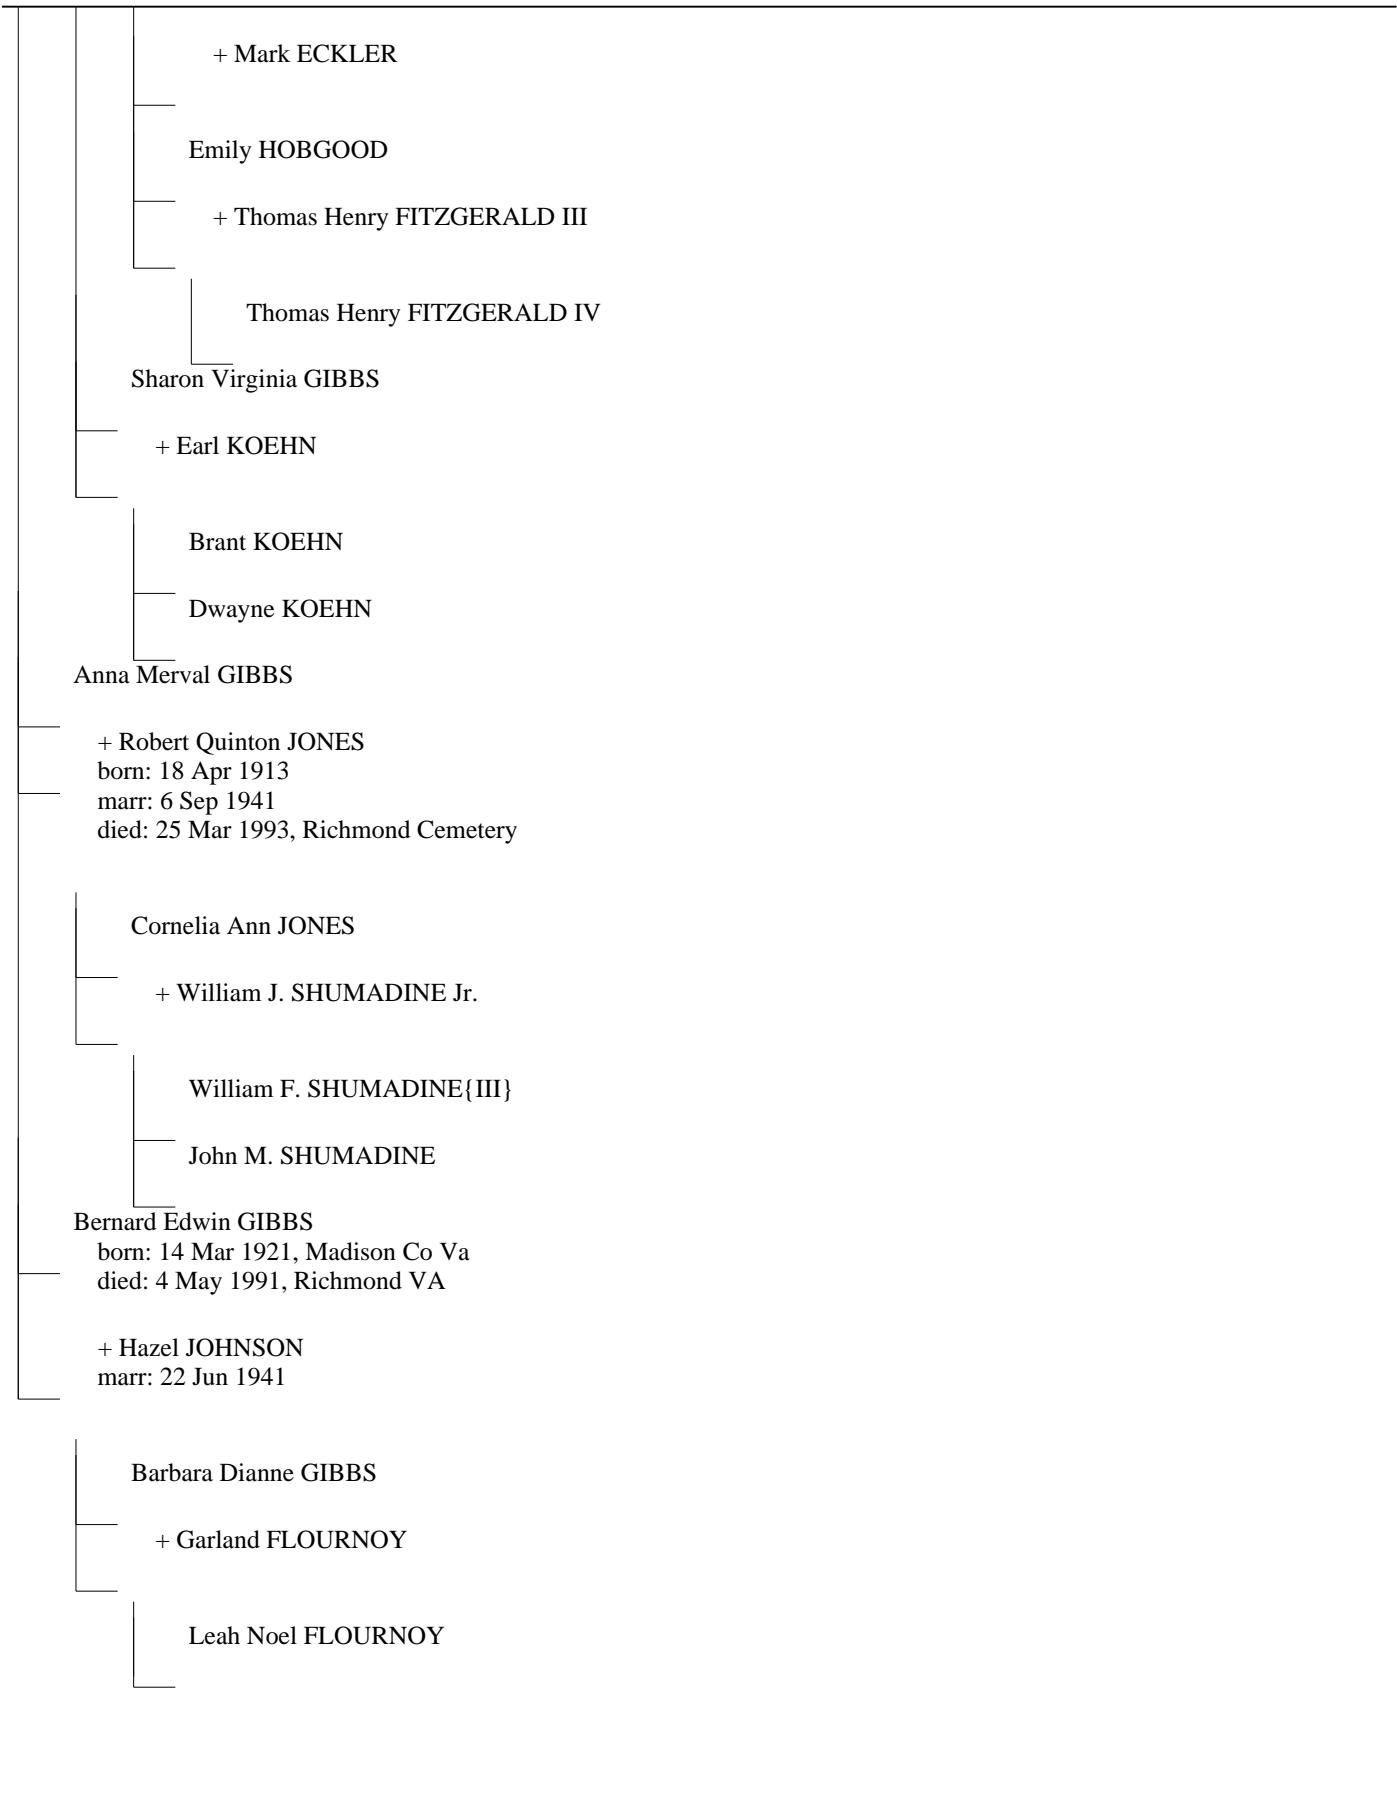 + Mark ECKLER
Emily HOBGOOD
+ Thomas Henry FITZGERALD III
Thomas Henry FITZGERALD IV
Sharon Virginia GIBBS
+ Earl KOEHN
Brant KOEHN
Dwayne KOEHN
Anna Merval GIBBS
+ Robert Quinton JONES
born: 18 Apr 1913
marr: 6 Sep 1941
died: 25 Mar 1993, Richmond Cemetery
Cornelia Ann JONES
+ William J. SHUMADINE Jr.
William F. SHUMADINE{III}
John M. SHUMADINE
Bernard Edwin GIBBS
born: 14 Mar 1921, Madison Co Va
died: 4 May 1991, Richmond VA
+ Hazel JOHNSON
marr: 22 Jun 1941
Barbara Dianne GIBBS
+ Garland FLOURNOY
Leah Noel FLOURNOY